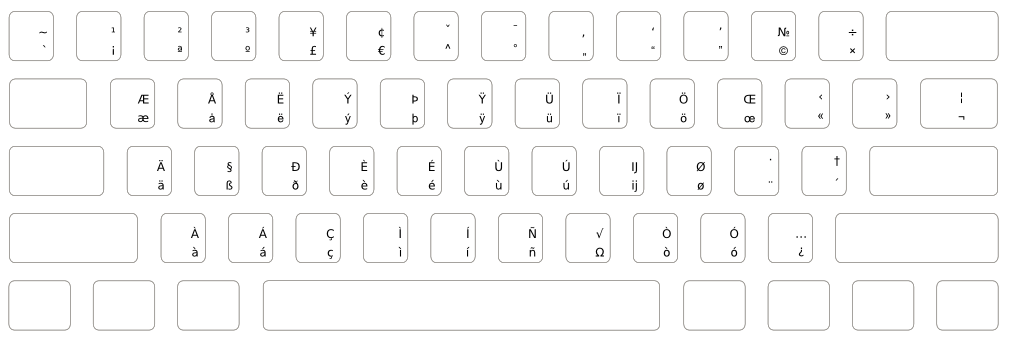 ~ ¹ ² ³ ¥ ¢ ˇ ¯ ‚ ‘ ’ № ÷
` ¡ ª º £ € ^ ° „ “ ” © ×
Æ Å Ë Ý Þ Ÿ Ü Ï Ö Œ ‹ › ¦
æ å ë ý þ ÿ ü ï ö œ « » ¬
Ä § Ð È É Ù Ú IJ Ø ˙ †
ä ß ð è é ù ú ij ø ¨ ´
À Á Ç Ì Í Ñ √ Ò Ó …
à á ç ì í ñ Ω ò ó ¿